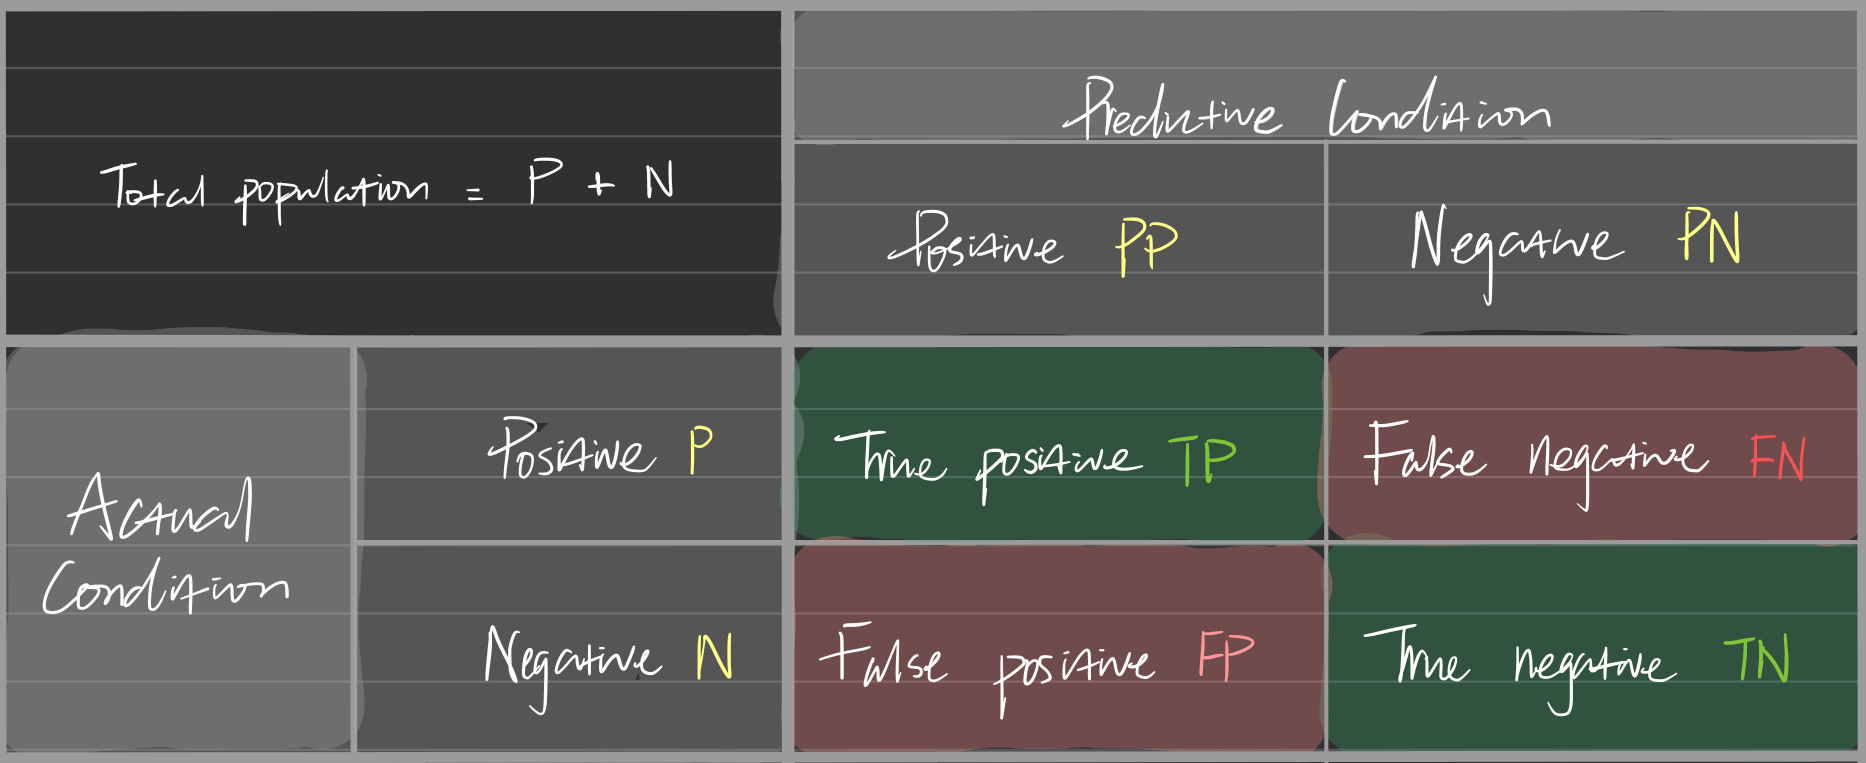 Predictive Condition
Total population = P + N
Positive PP
Negative PN
Actual
Condition
Positive P
True positive TP
False negative FN
Negative N
False positive FP
True negative TN